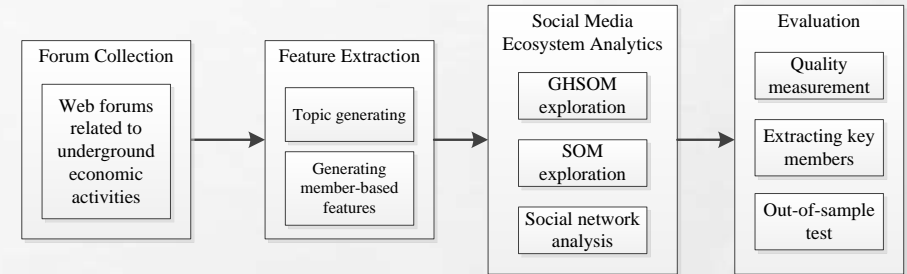 Forum Collection
Web forums
related to
underground
economic
activities
Feature Extraction
Topic generating
Generating
member-based
features
Social Media
Ecosystem Analytics
GHSOM
exploration
SOM
exploration
Social network
analysis
Evaluation
Quality
measurement
Extracting key
members
Out-of-sample
test